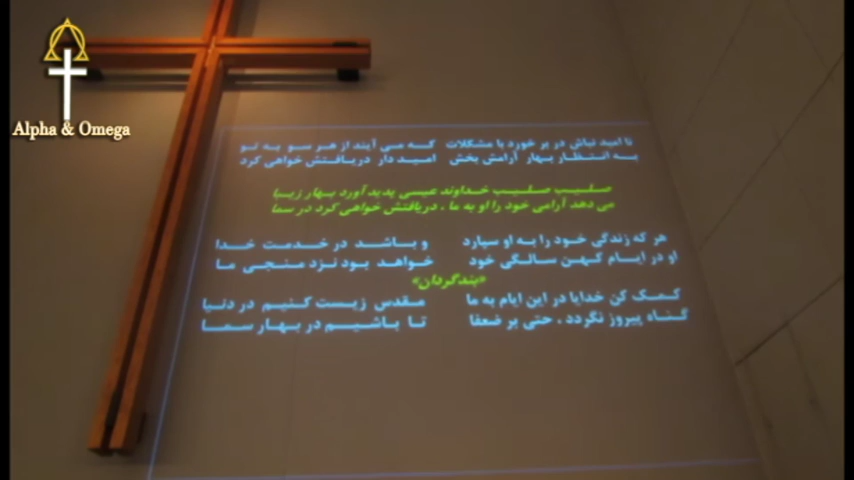 Alpha & Omega
نا امید نباش در بر خورد با مشکلات که می آیند از هر سو به تو
به انتظار بهار آرامش بخش امید دار دریافتش خواهی کرد
صلیب صلیب خداوند عیسی پدید آورد بهار زیبا
می دهد آرامی خود را او به ما ، دریافتش خواهی کرد در سما
هر که زندگی خود را به او سپارد و باشد در خدمت خدا
او در ایام کهن سالگی خود خواهد بود نزد منجی ما
«بندگردان»
کمک کن خدایا در این ایام به ما مقدس زیست کنیم در دنیا
گناه پیروز نگردد ، حتی بر ضعفا تا باشیم در بهار سما